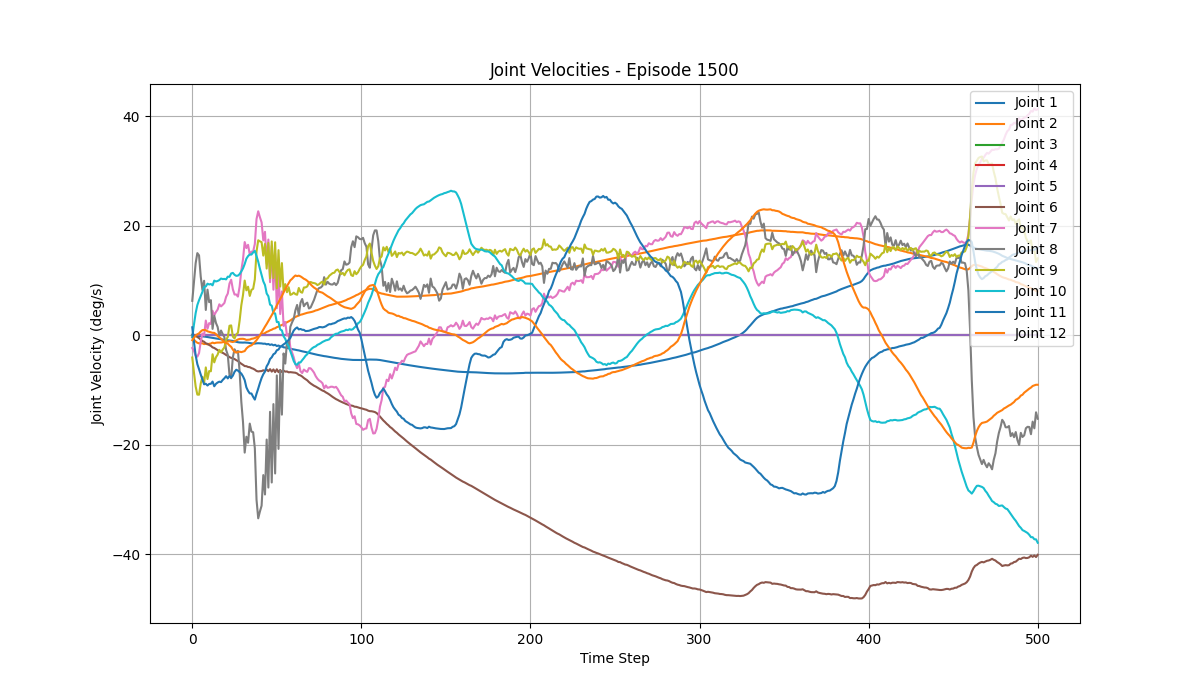 Joint Velocities - Episode 1500
Joint Velocity (deg/s)
40
20
0
−20
−40
0 100 200 300 400 500
Time Step
Joint 1
Joint 2
Joint 3
Joint 4
Joint 5
Joint 6
Joint 7
Joint 8
Joint 9
Joint 10
Joint 11
Joint 12